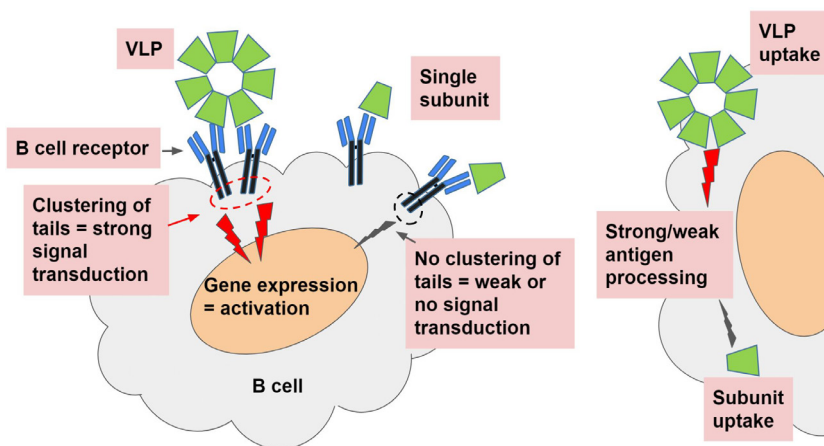 VLP
Single
subunit
B cell receptor
Clustering of
tails = strong
signal
transduction
Gene expression
= activation
No clustering of
tails = weak or
no signal
transduction
B cell
VLP
uptake
Strong/weak
antigen
processing
Subunit
uptake